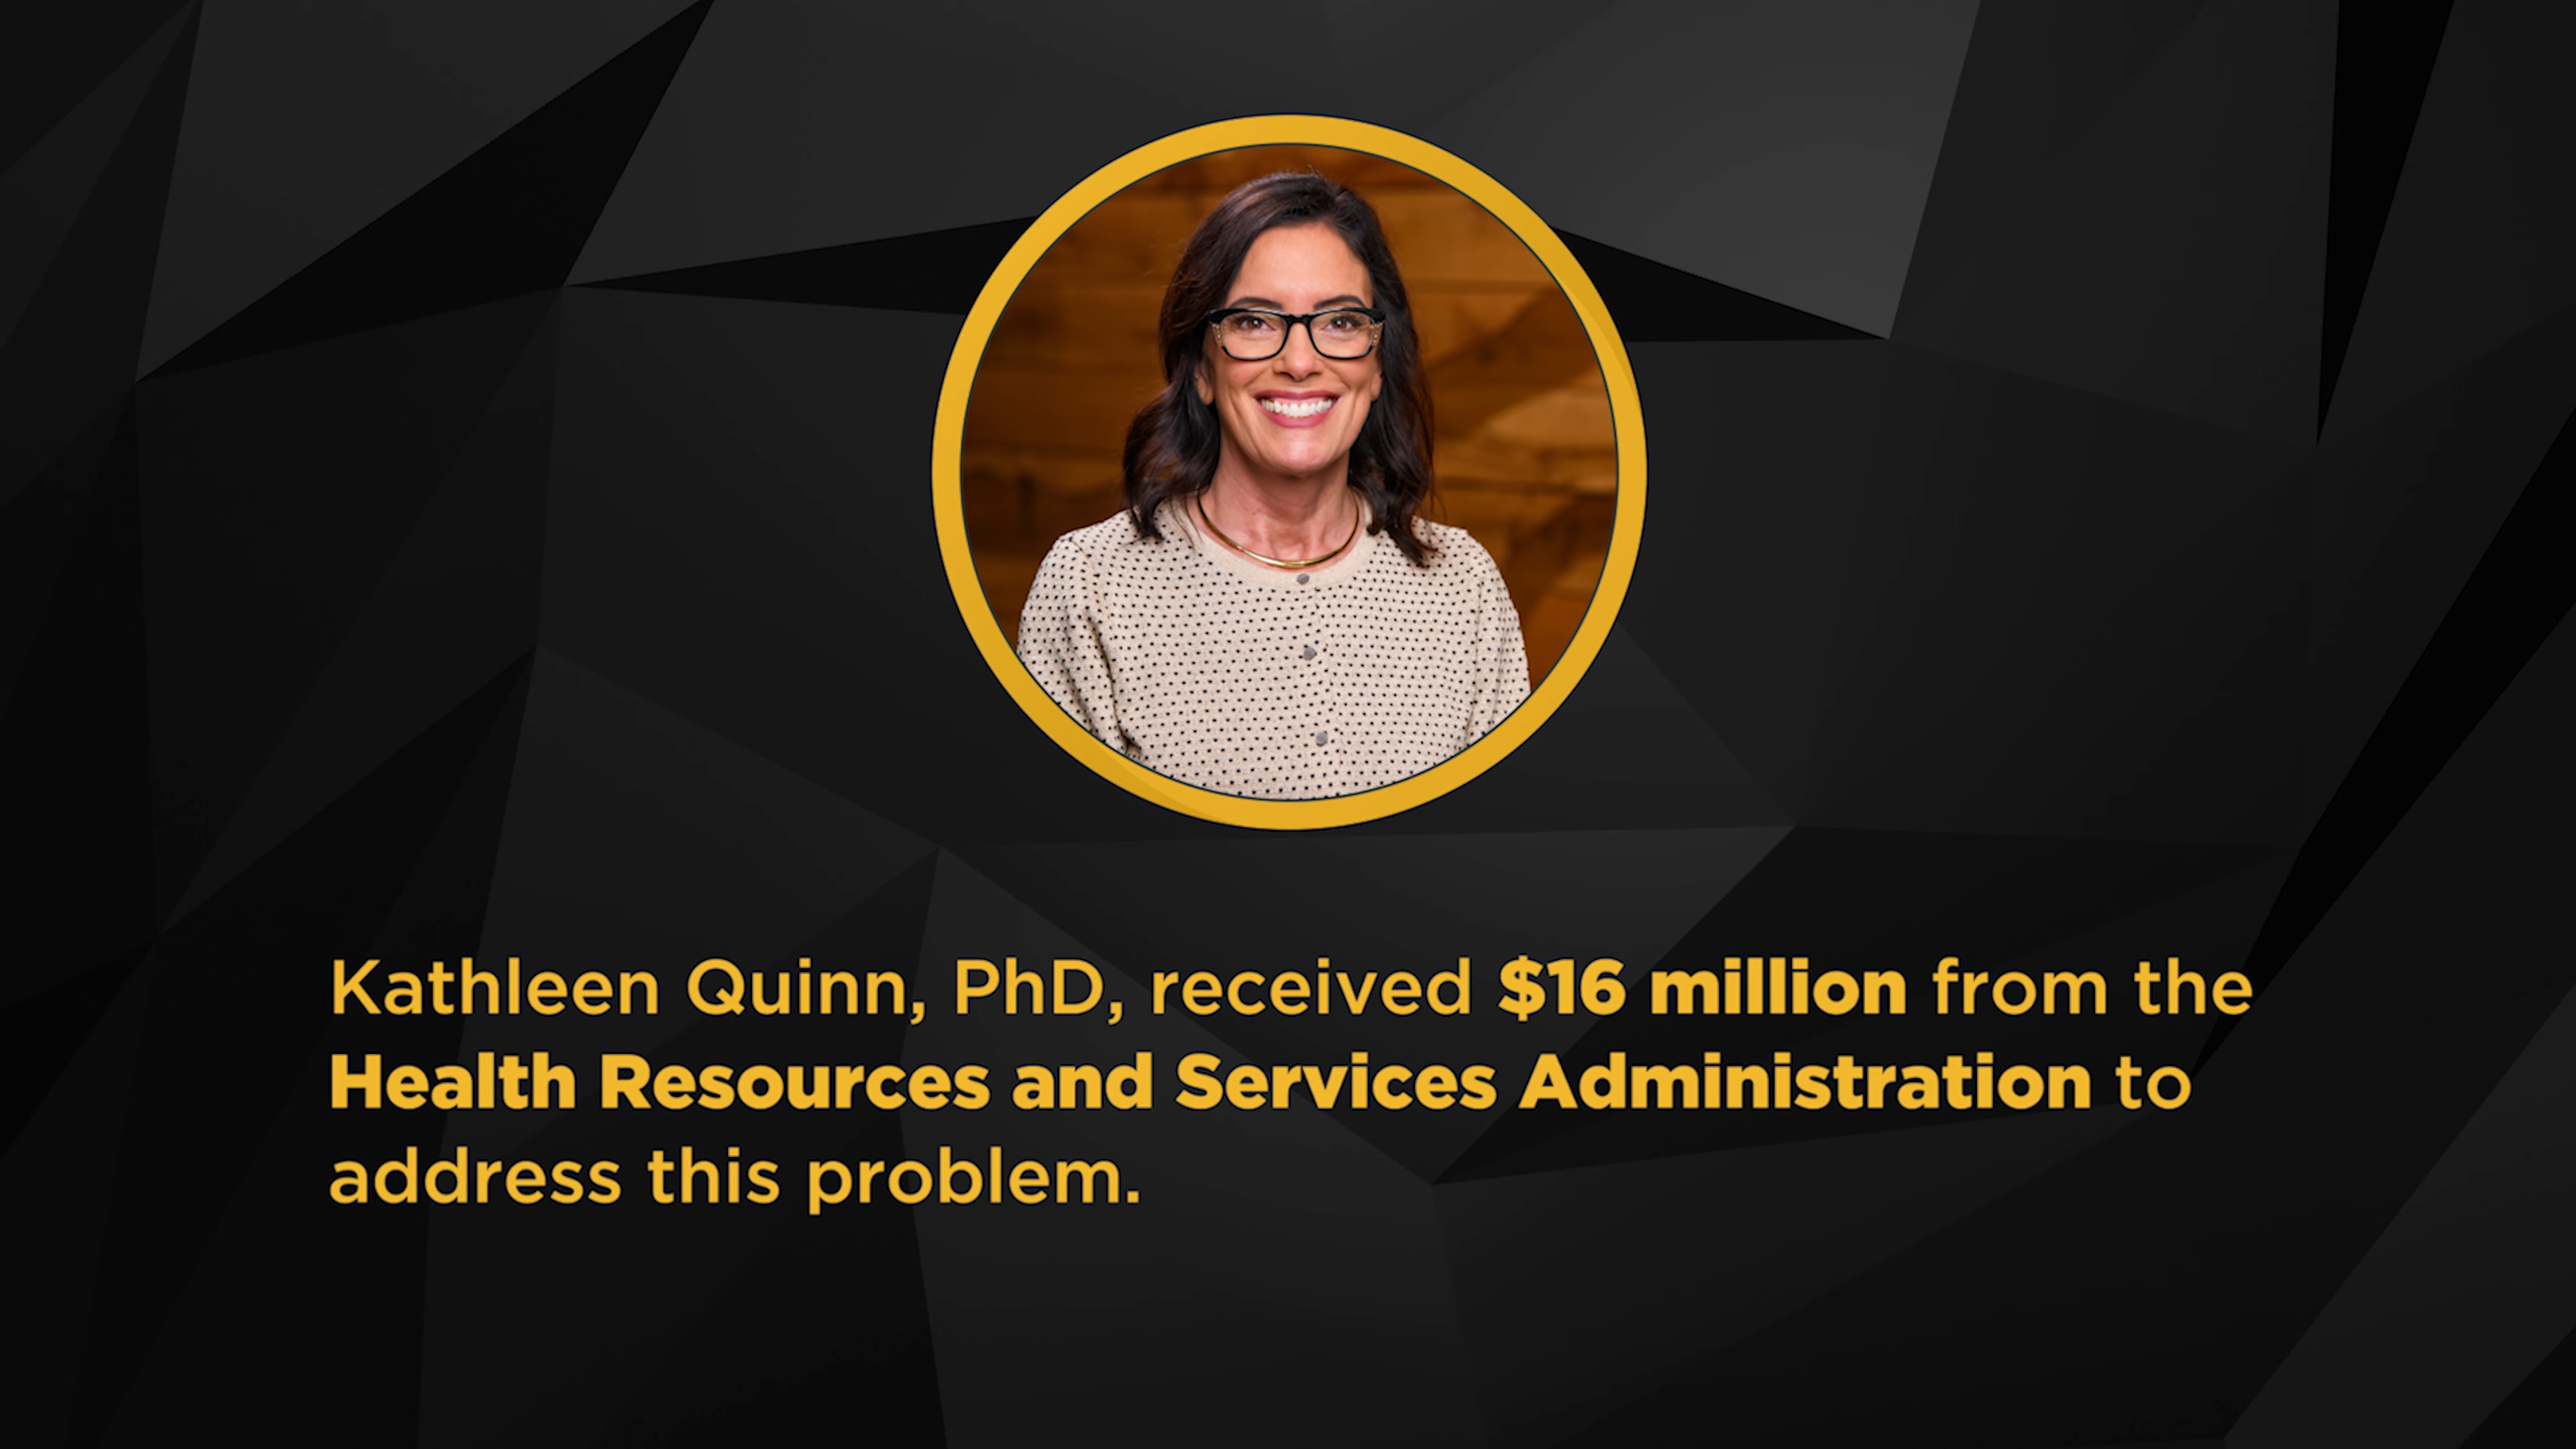 Kathleen Quinn, PhD, received $16 million from the
Health Resources and Services Administration to
address this problem.